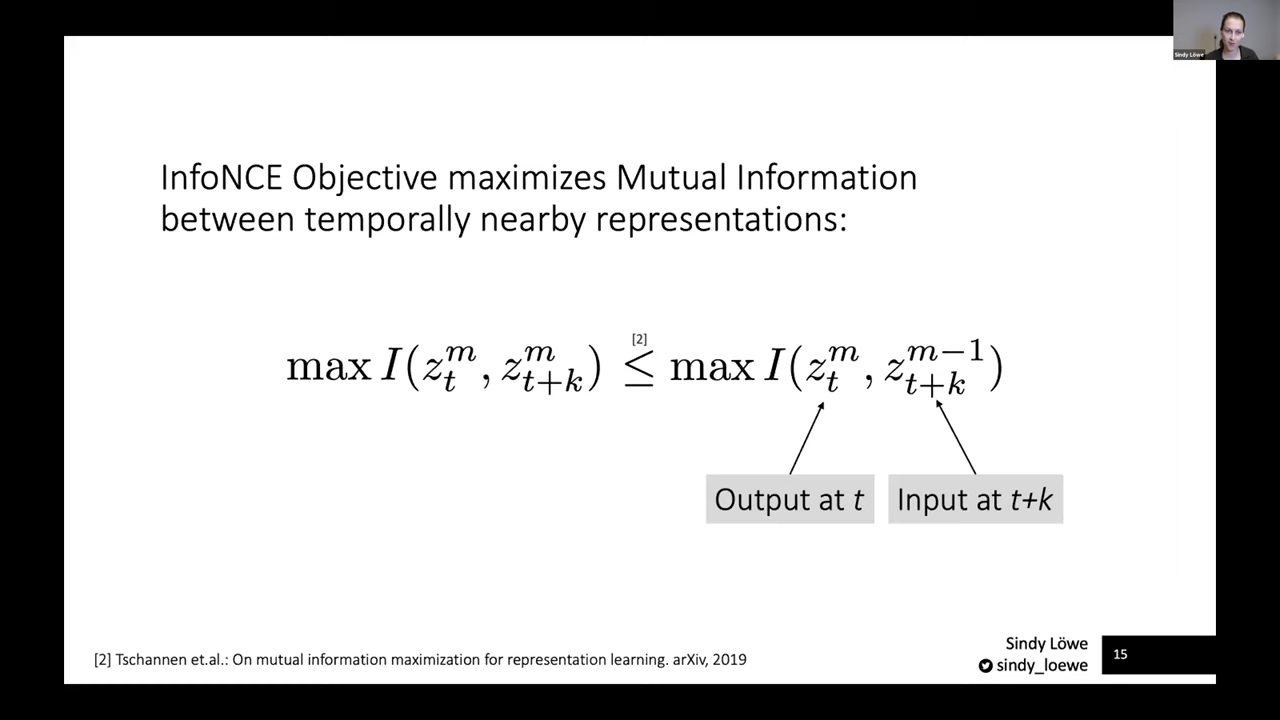 Sindy Löwe
InfoNCE Objective maximizes Mutual Information
between temporally nearby representations:
[2]
max I(z_t^m, z_{t+k}^m) ≤ max I(z_t^m, z_{t+k}^{m−1})
Output at t
Input at t+k
[2] Tschannen et.al.: On mutual information maximization for representation learning. arXiv, 2019
Sindy Löwe
sindy_loewe
15